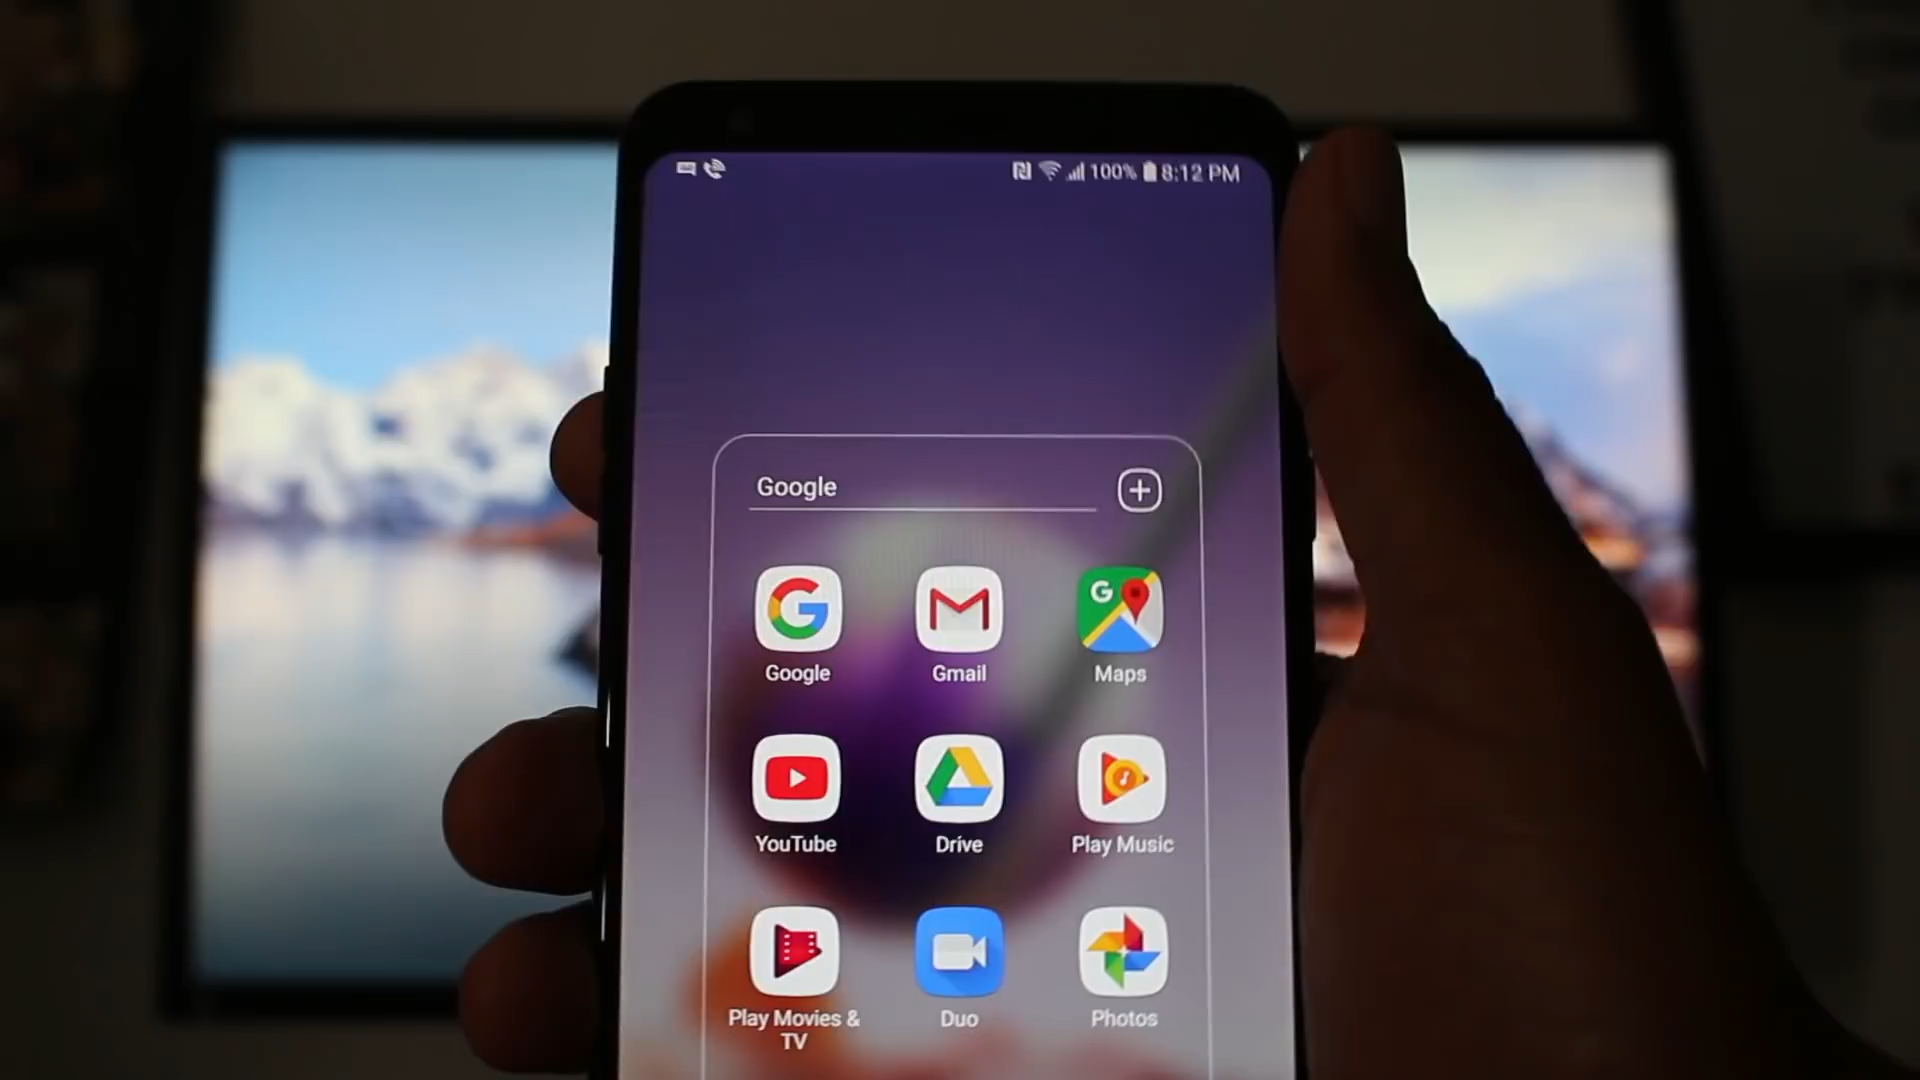 100% 8:12 PM
Google
Google Gmail Maps
YouTube Drive Play Music
Play Movies & Duo Photos
TV